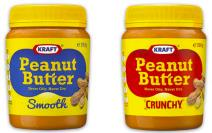 KRAFT
Peanut
Butter
Never Oily, Never Dry
Smooth
KRAFT
Peanut
Butter
Never Oily, Never Dry
CRUNCHY